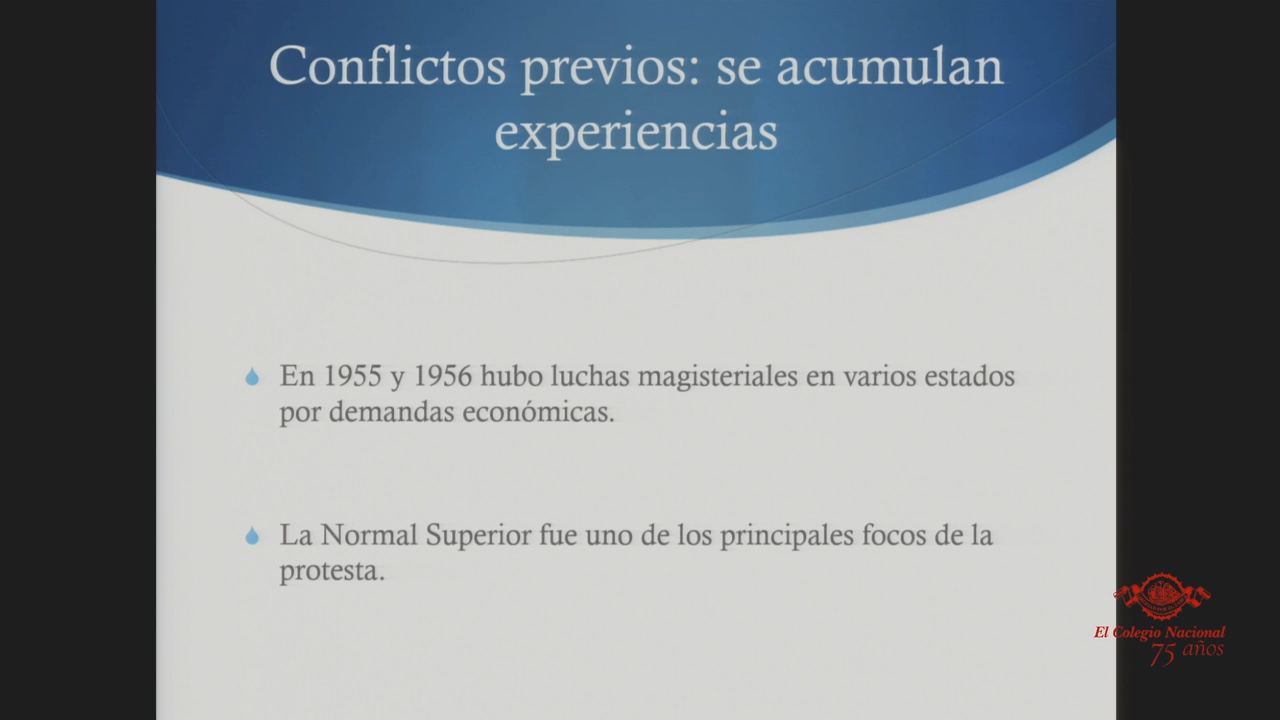 Conflictos previos: se acumulan
experiencias
En 1955 y 1956 hubo luchas magisteriales en varios estados
por demandas económicas.
La Normal Superior fue uno de los principales focos de la
protesta.
El Colegio Nacional
75 años